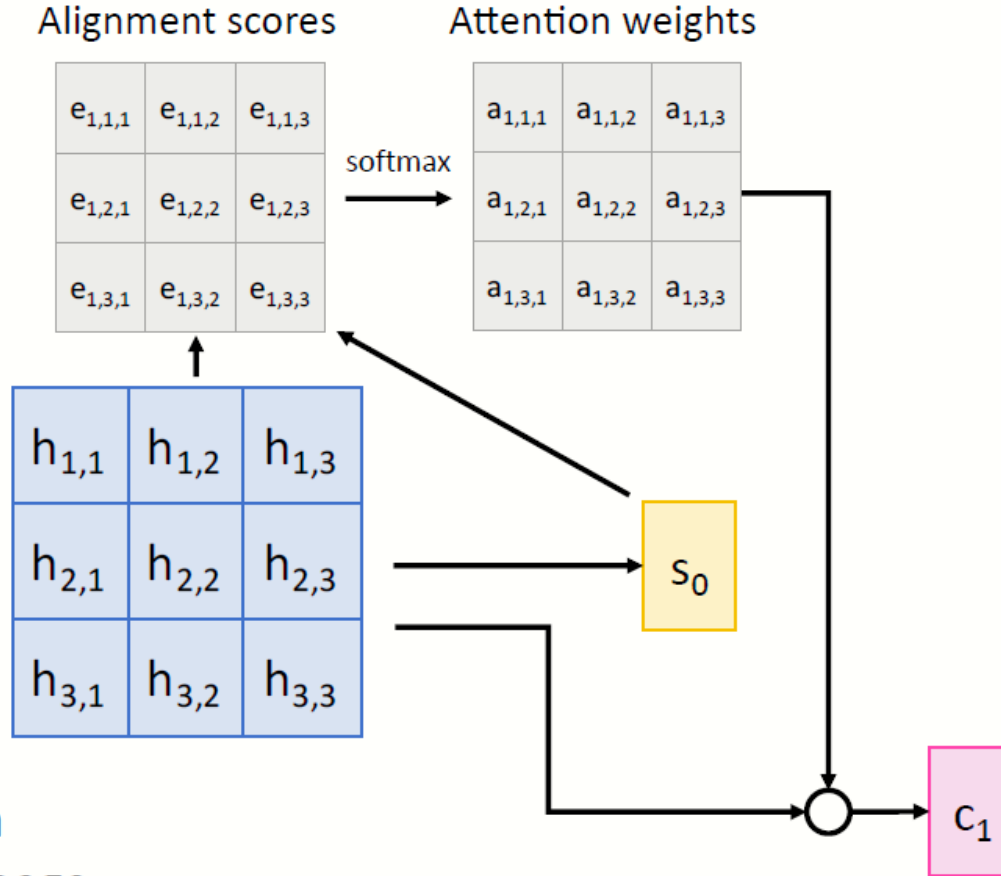 Alignment scores
Attention weights
e1,1,1 e1,1,2 e1,1,3
a1,1,1 a1,1,2 a1,1,3
softmax
e1,2,1 e1,2,2 e1,2,3
a1,2,1 a1,2,2 a1,2,3
e1,3,1 e1,3,2 e1,3,3
a1,3,1 a1,3,2 a1,3,3
h1,1 h1,2 h1,3
h2,1 h2,2 h2,3
s0
h3,1 h3,2 h3,3
c1